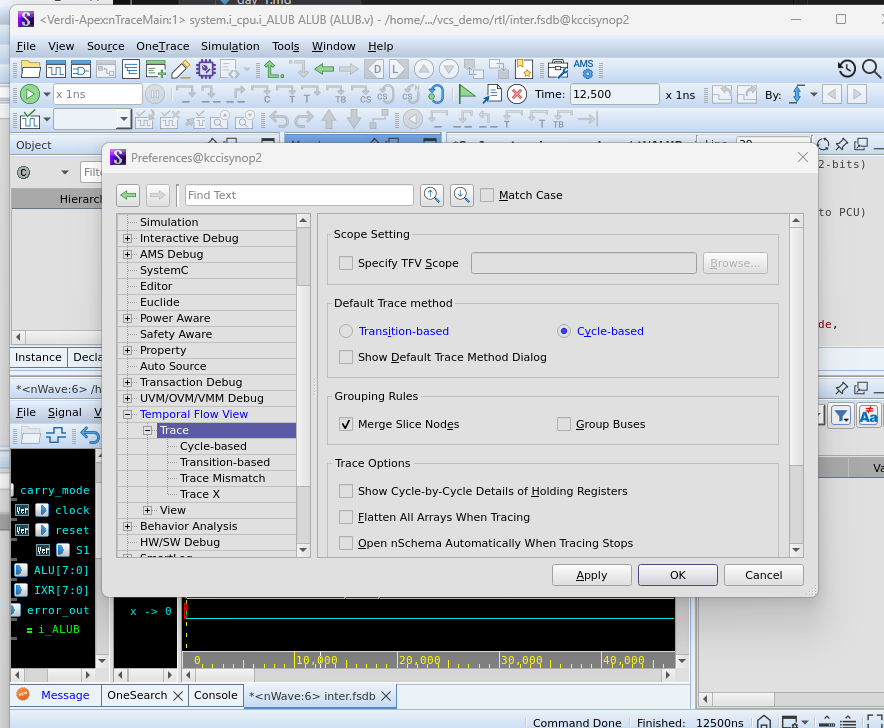 day_1.md
<Verdi-Apex:nTraceMain:1> system.i_cpu.i_ALUB ALUB (ALUB.v) - /home/.../vcs_demo/rtl/inter.fsdb@kccisynop2
File View Source OneTrace Simulation Tools Window Help
AMS
x 1ns
Time: 12,500 x 1ns By:
Object
2-bits)
Preferences@kccisynop2
C
Filt
Find Text
Match Case
Hierarch
to PCU)
Simulation
Interactive Debug
AMS Debug
SystemC
Editor
Euclide
Power Aware
Safety Aware
Property
Auto Source
Transaction Debug
UVM/OVM/VMM Debug
Temporal Flow View
Trace
Cycle-based
Transition-based
Trace Mismatch
Trace X
View
Behavior Analysis
HW/SW Debug
SmartLog
Scope Setting
Specify TFV Scope
Browse...
Default Trace method
Transition-based
Cycle-based
Show Default Trace Method Dialog
Grouping Rules
Merge Slice Nodes
Group Buses
Trace Options
Show Cycle-by-Cycle Details of Holding Registers
Flatten All Arrays When Tracing
Open nSchema Automatically When Tracing Stops
Apply
OK
Cancel
de,
Instance
Decla
*<nWave:6> /h
File Signal V
Va
carry_mode
Ver clock
Ver reset
Ver S1
ALU[7:0]
IXR[7:0]
error_out
= i_ALUB
x -> 0
0 10,000 20,000 30,000 40,000
Message
OneSearch
Console
*<nWave:6> inter.fsdb
Command Done
Finished:
12500ns